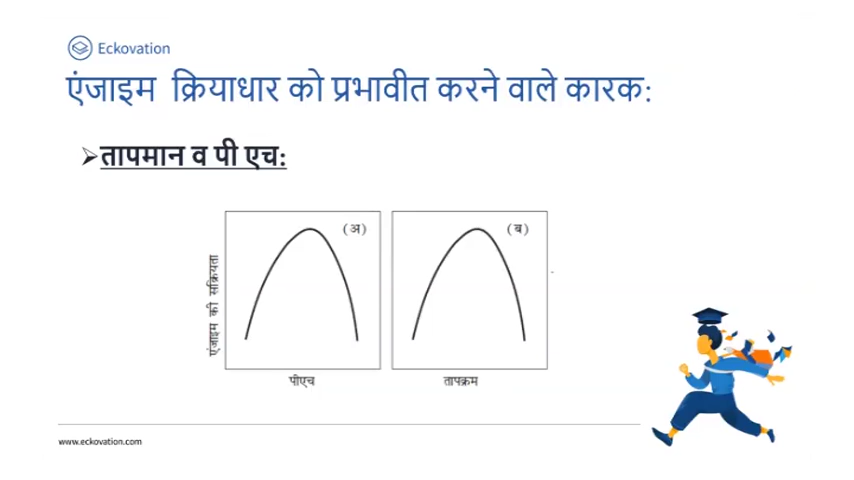 Eckovation
एंजाइम क्रियाधार को प्रभावीत करने वाले कारक:
➢तापमान व पी एच:
एंजाइम की सक्रियता
(अ)
(ब)
पीएच
तापक्रम
www.eckovation.com